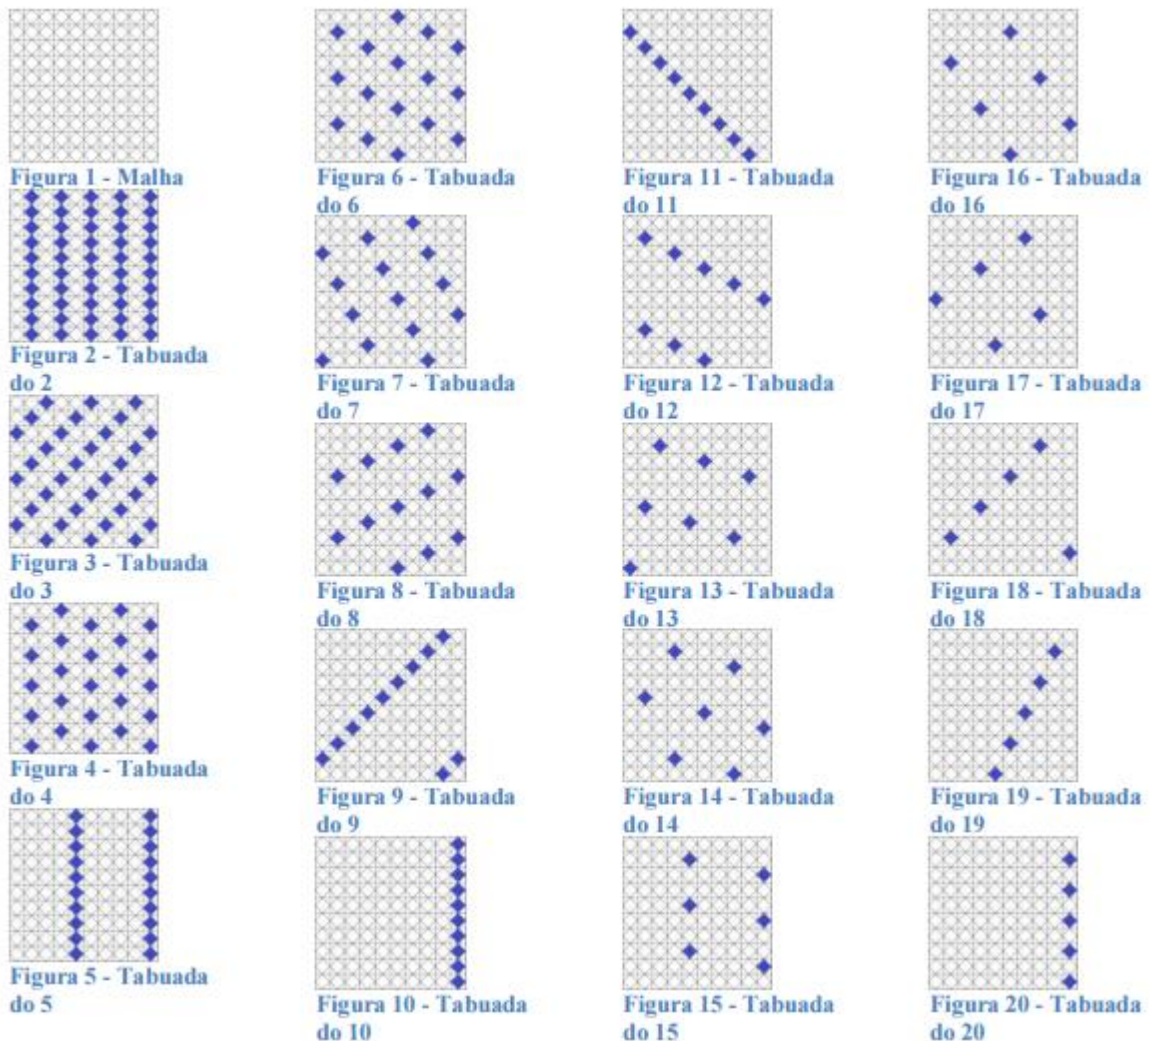 Figura 1 - Malha
Figura 2 - Tabuada
do 2
Figura 3 - Tabuada
do 3
Figura 4 - Tabuada
do 4
Figura 5 - Tabuada
do 5
Figura 6 - Tabuada
do 6
Figura 7 - Tabuada
do 7
Figura 8 - Tabuada
do 8
Figura 9 - Tabuada
do 9
Figura 10 - Tabuada
do 10
Figura 11 - Tabuada
do 11
Figura 12 - Tabuada
do 12
Figura 13 - Tabuada
do 13
Figura 14 - Tabuada
do 14
Figura 15 - Tabuada
do 15
Figura 16 - Tabuada
do 16
Figura 17 - Tabuada
do 17
Figura 18 - Tabuada
do 18
Figura 19 - Tabuada
do 19
Figura 20 - Tabuada
do 20